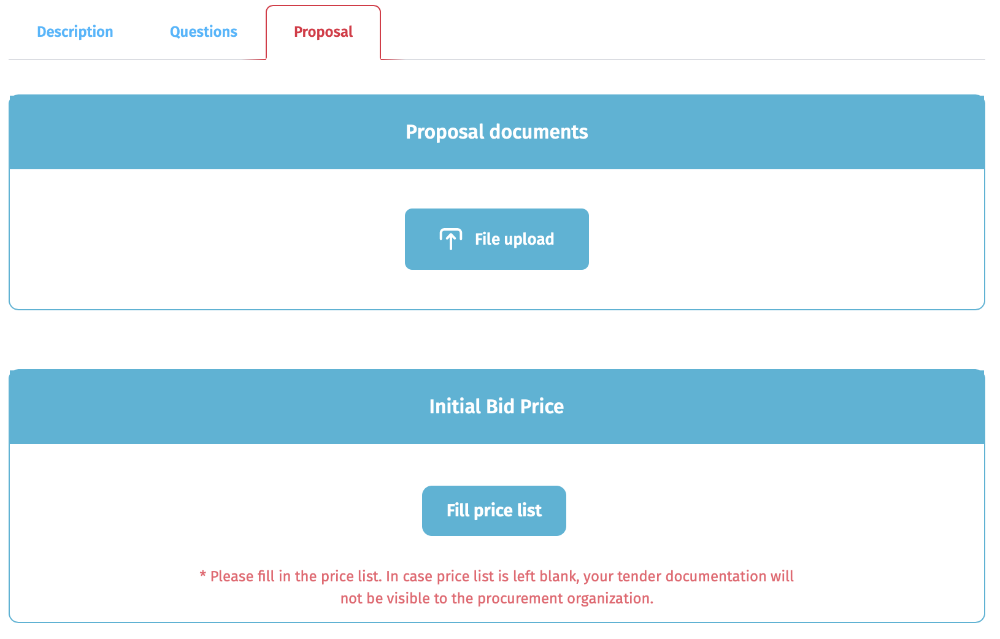 Description
Questions
Proposal
Proposal documents
File upload
Initial Bid Price
Fill price list
* Please fill in the price list. In case price list is left blank, your tender documentation will
not be visible to the procurement organization.